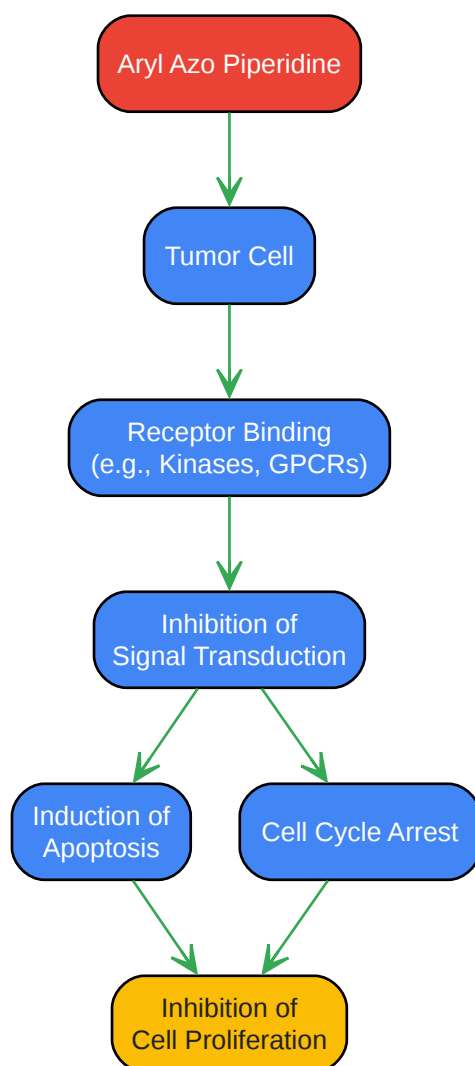 Aryl Azo Piperidine
Tumor Cell
Receptor Binding
(e.g., Kinases, GPCRs)
Inhibition of
Signal Transduction
Induction of
Apoptosis
Cell Cycle Arrest
Inhibition of
Cell Proliferation